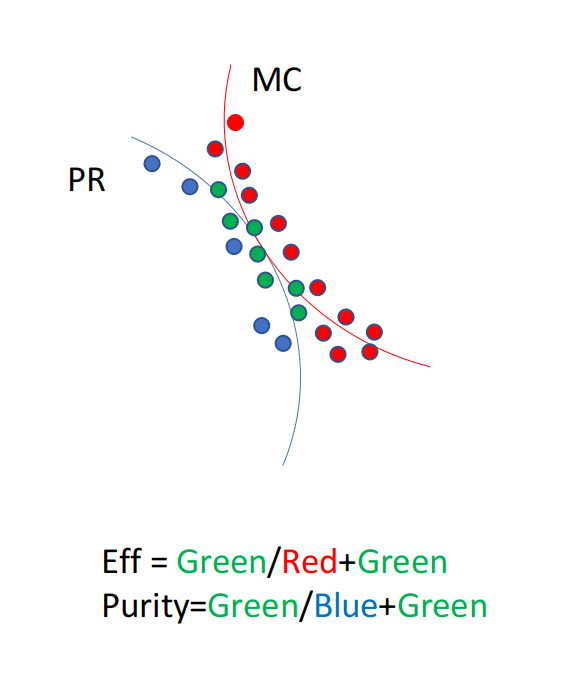 MC
PR
Eff = Green/Red+Green
Purity=Green/Blue+Green